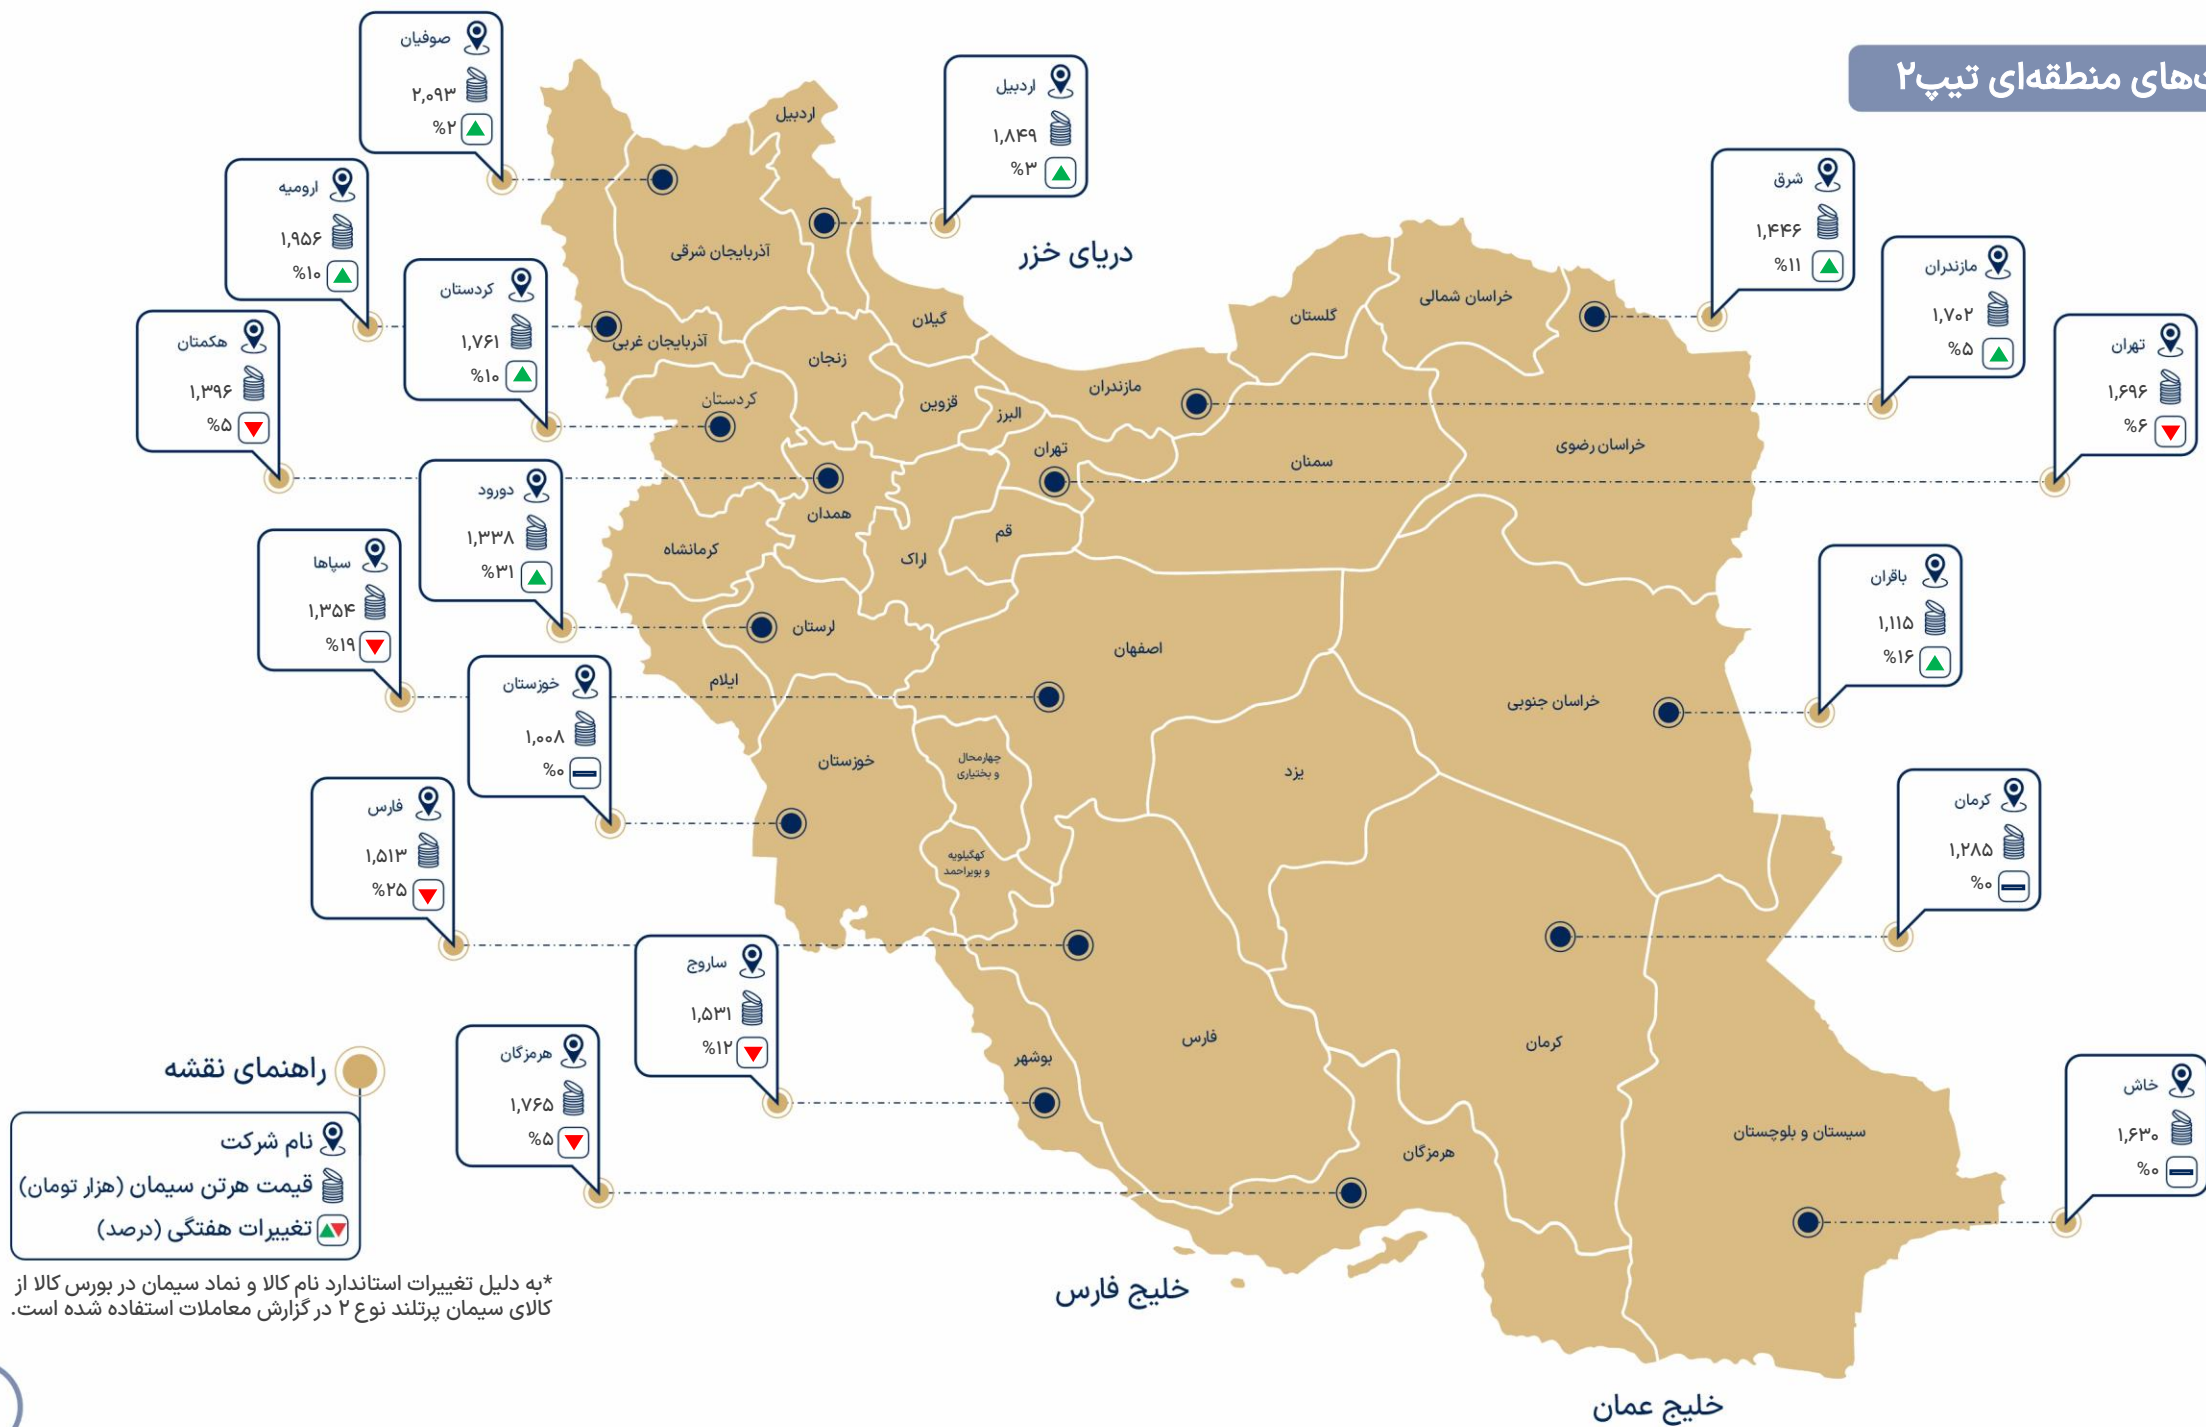 ت‌های منطقه‌ای تیپ۲
صوفیان
۲,۰۹۳
%۲
اردبیل
۱,۸۴۹
%۳
ارومیه
۱,۹۵۶
%۱۰
شرق
۱,۴۴۶
%۱۱
کردستان
۱,۷۶۱
%۱۰
مازندران
۱,۷۰۲
%۵
هکمتان
۱,۳۹۶
%۵
تهران
۱,۶۹۶
%۶
دورود
۱,۳۳۸
%۳۱
سپاها
۱,۳۵۴
%۱۹
باقران
۱,۱۱۵
%۱۶
خوزستان
۱,۰۰۸
%۰
فارس
۱,۵۱۳
%۲۵
کرمان
۱,۲۸۵
%۰
ساروج
۱,۵۳۱
%۱۲
هرمزگان
۱,۷۶۵
%۵
خاش
۱,۶۳۰
%۰
اردبیل
آذربایجان شرقی
دریای خزر
خراسان شمالی
گلستان
گیلان
آذربایجان غربی
زنجان
مازندران
کردستان
قزوین
البرز
تهران
خراسان رضوی
سمنان
همدان
قم
کرمانشاه
اراک
لرستان
اصفهان
ایلام
خراسان جنوبی
خوزستان
چهارمحال
و بختیاری
یزد
کهگیلویه
و بویراحمد
فارس
کرمان
بوشهر
سیستان و بلوچستان
هرمزگان
خلیج فارس
خلیج عمان
راهنمای نقشه
نام شرکت
قیمت هرتن سیمان (هزار تومان)
تغییرات هفتگی (درصد)
*به دلیل تغییرات استاندارد نام کالا و نماد سیمان در بورس کالا از
کالای سیمان پرتلند نوع ۲ در گزارش معاملات استفاده شده است.